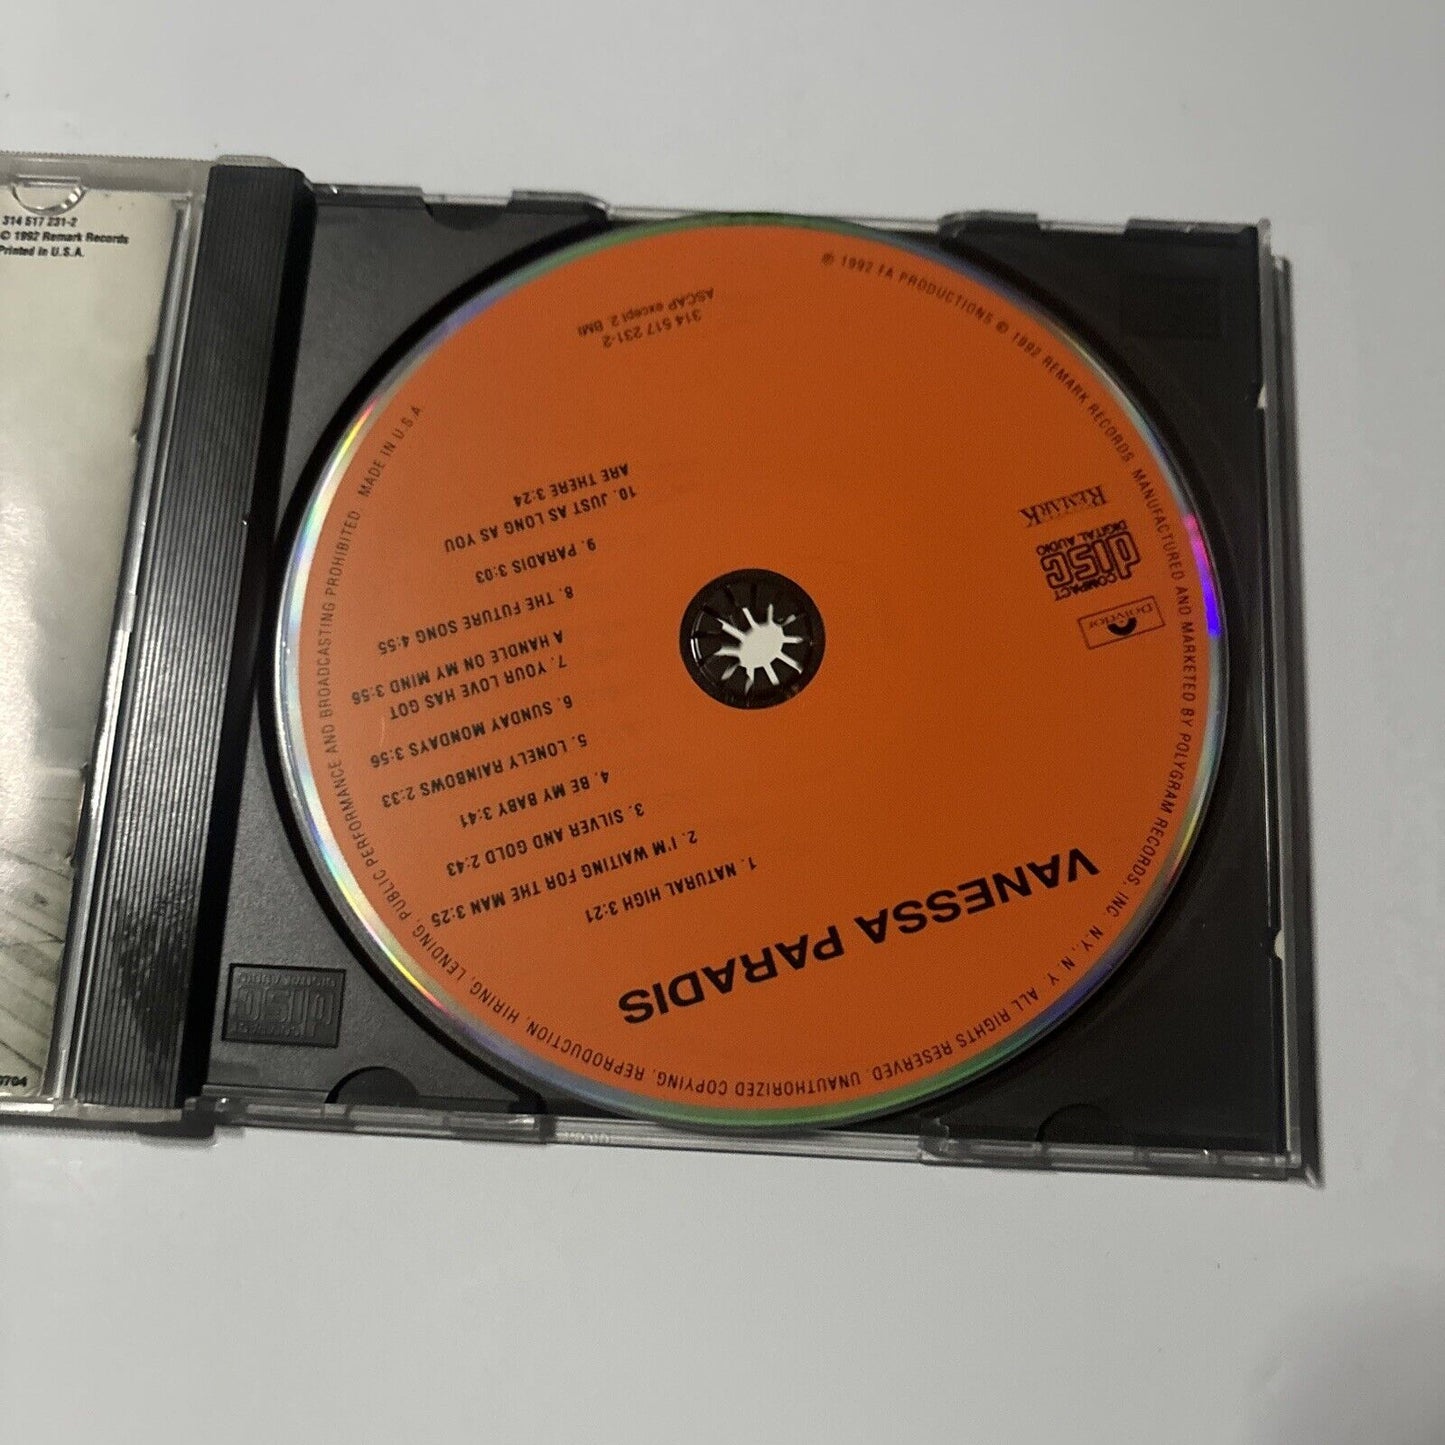 314 517 231-2
© 1992 Remark Records
Printed in U.S.A.
VANESSA PARADIS
1. NATURAL HIGH 3:21
2. I'M WAITING FOR THE MAN 3:25
3. SILVER AND GOLD 2:43
4. BE MY BABY 3:41
5. LONELY RAINBOWS 2:33
6. SUNDAY MONDAYS 3:56
7. YOUR LOVE HAS GOT
A HANDLE ON MY MIND 3:56
8. THE FUTURE SONG 4:55
9. PARADIS 3:03
10. JUST AS LONG AS YOU
ARE THERE 3:24
314 517 231-2
ASCAP except 2, BMI
Polydor
COMPACT
disc
DIGITAL AUDIO
REMARK
℗ 1992 FA PRODUCTIONS © 1992 REMARK RECORDS. MANUFACTURED AND MARKETED BY POLYGRAM RECORDS, INC. N.Y., N.Y. ALL RIGHTS RESERVED. UNAUTHORIZED COPYING, REPRODUCTION, HIRING, LENDING, PUBLIC PERFORMANCE AND BROADCASTING PROHIBITED. MADE IN U.S.A
COMPACT
disc
DIGITAL AUDIO